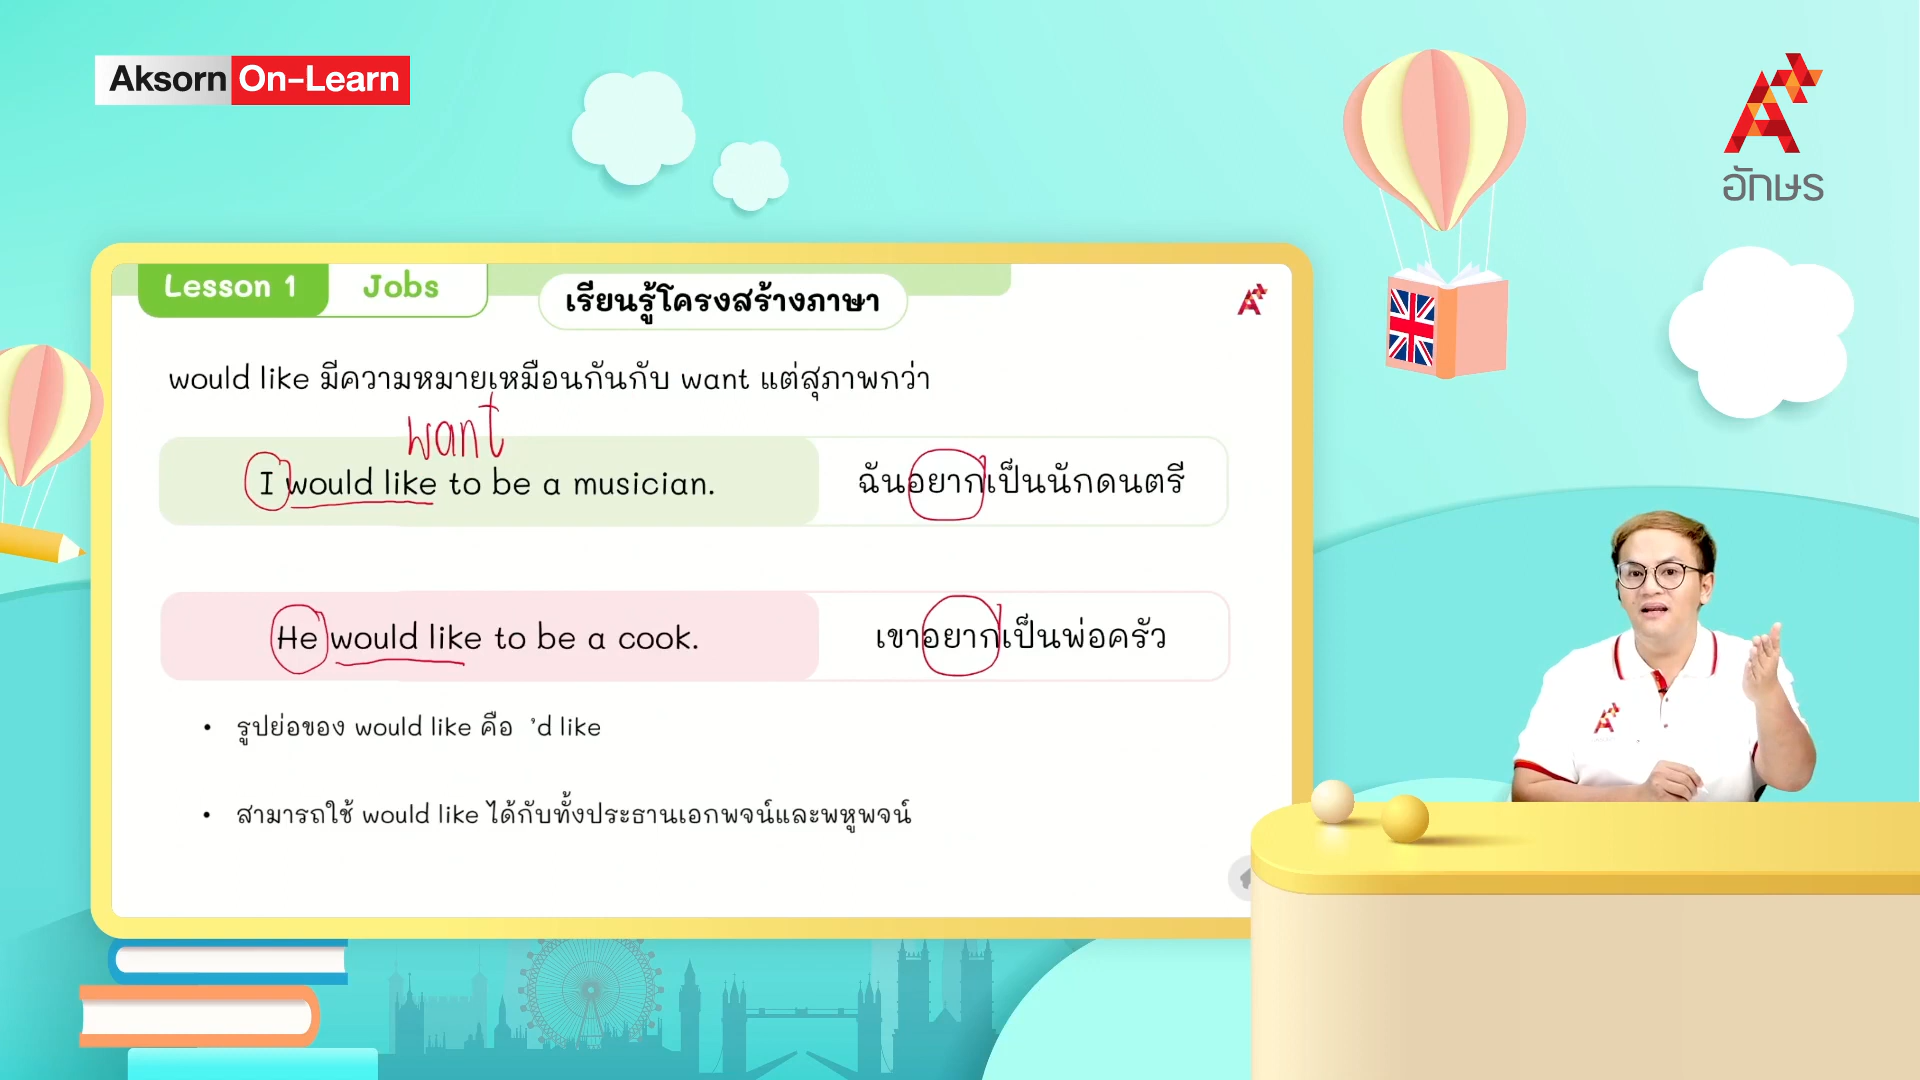 Aksorn On-Learn
อักษร
Lesson 1 Jobs
เรียนรู้โครงสร้างภาษา
would like มีความหมายเหมือนกันกับ want แต่สุภาพกว่า
want
I would like to be a musician. ฉันอยากเป็นนักดนตรี
He would like to be a cook. เขาอยากเป็นพ่อครัว
• รูปย่อของ would like คือ ’d like
• สามารถใช้ would like ได้กับทั้งประธานเอกพจน์และพหูพจน์